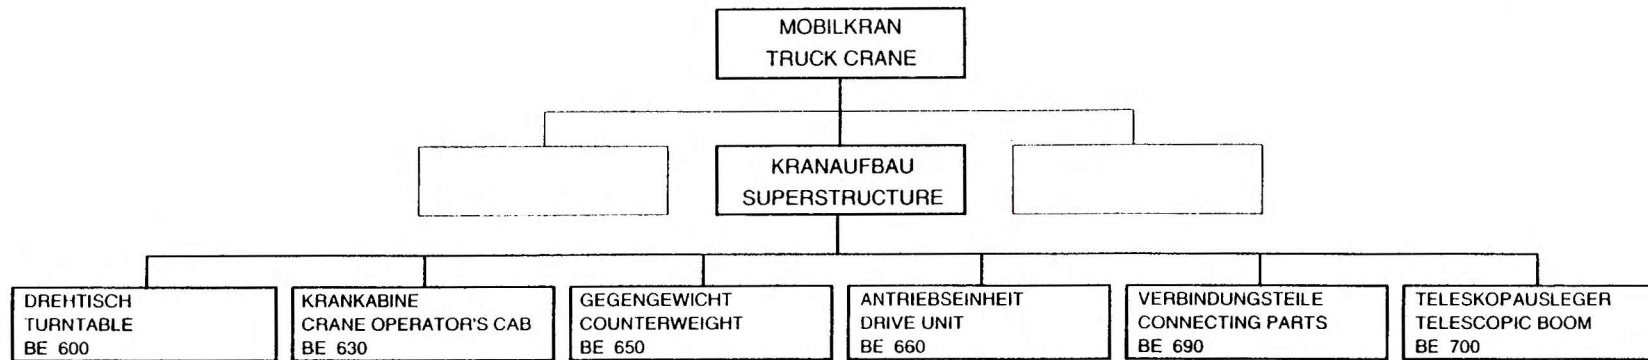 MOBILKRAN
TRUCK CRANE
KRANAUFBAU
SUPERSTRUCTURE
DREHTISCH
TURNTABLE
BE 600
KRANKABINE
CRANE OPERATOR'S CAB
BE 630
GEGENGEWICHT
COUNTERWEIGHT
BE 650
ANTRIEBSEINHEIT
DRIVE UNIT
BE 660
VERBINDUNGSTEILE
CONNECTING PARTS
BE 690
TELESKOPAUSLEGER
TELESCOPIC BOOM
BE 700